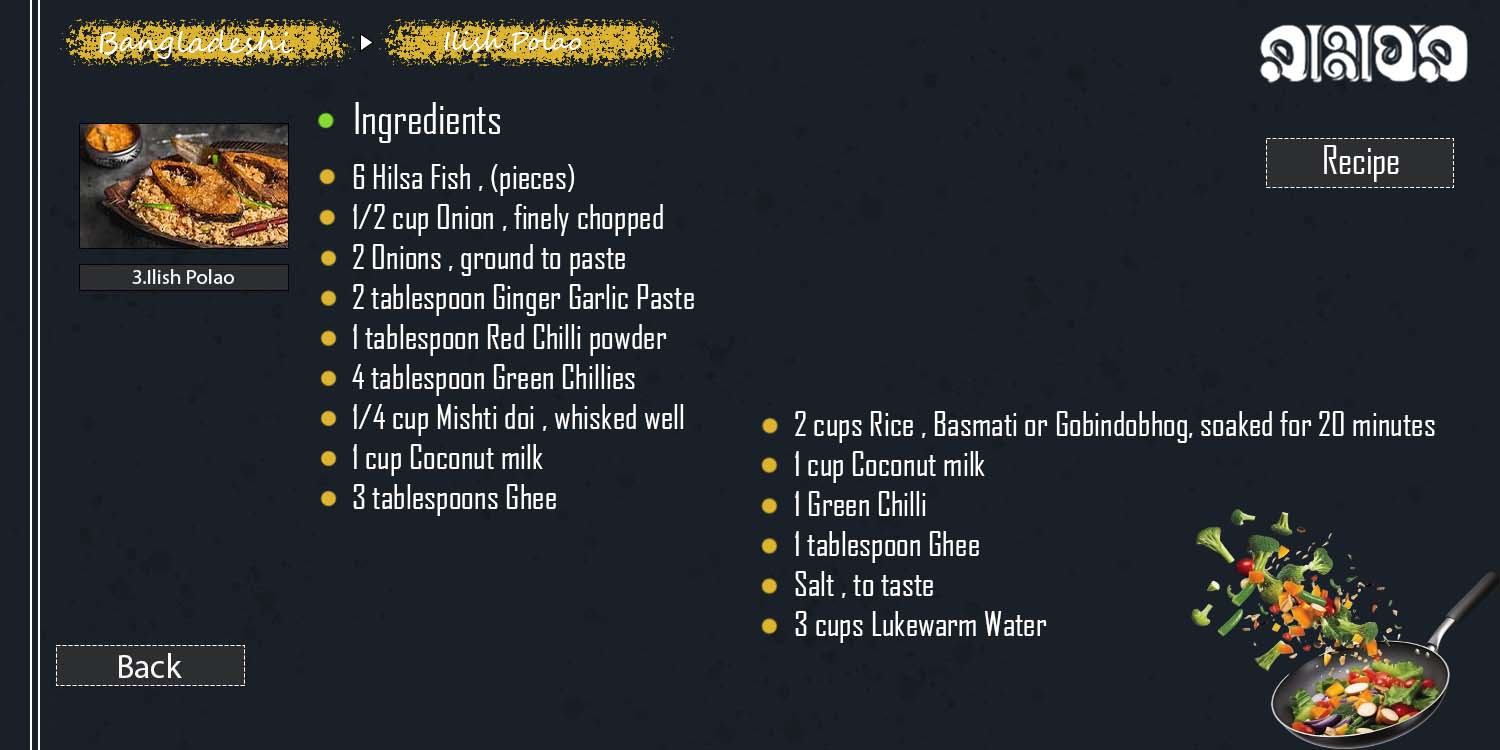 Bangladeshi
Ilish Polao
রান্নাঘর
Ingredients
Recipe
6 Hilsa Fish , (pieces)
1/2 cup Onion , finely chopped
2 Onions , ground to paste
2 tablespoon Ginger Garlic Paste
1 tablespoon Red Chilli powder
4 tablespoon Green Chillies
1/4 cup Mishti doi , whisked well
1 cup Coconut milk
3 tablespoons Ghee
3.Ilish Polao
2 cups Rice , Basmati or Gobindobhog, soaked for 20 minutes
1 cup Coconut milk
1 Green Chilli
1 tablespoon Ghee
Salt , to taste
3 cups Lukewarm Water
Back